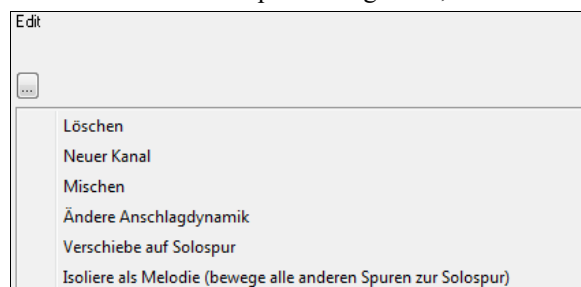 Edit
...
Löschen
Neuer Kanal
Mischen
Ändere Anschlagdynamik
Verschiebe auf Solospur
Isoliere als Melodie (bewege alle anderen Spuren zur Solospur)